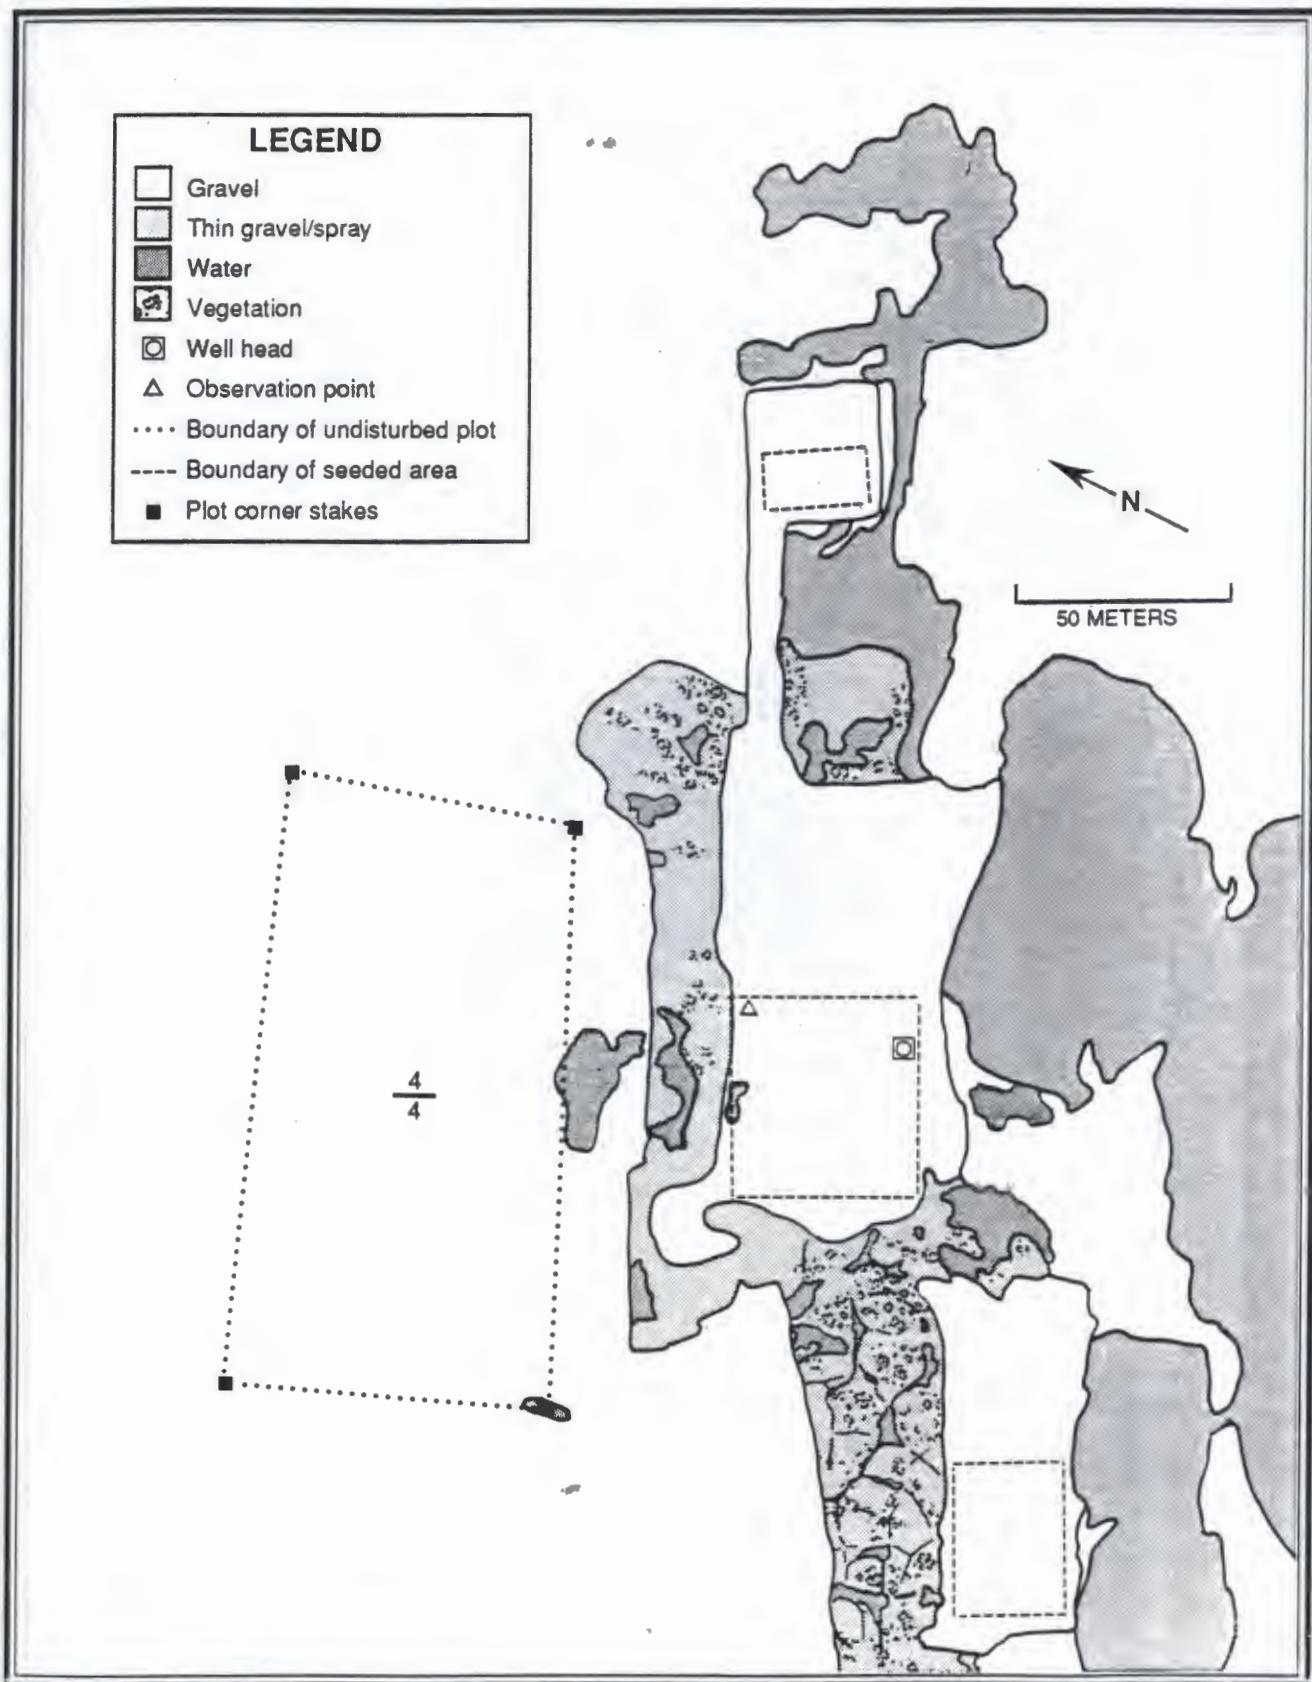 LEGEND
Gravel
Thin gravel/spray
Water
Vegetation
Well head
Observation point
Boundary of undisturbed plot
Boundary of seeded area
Plot corner stakes
N
50 METERS
4
4